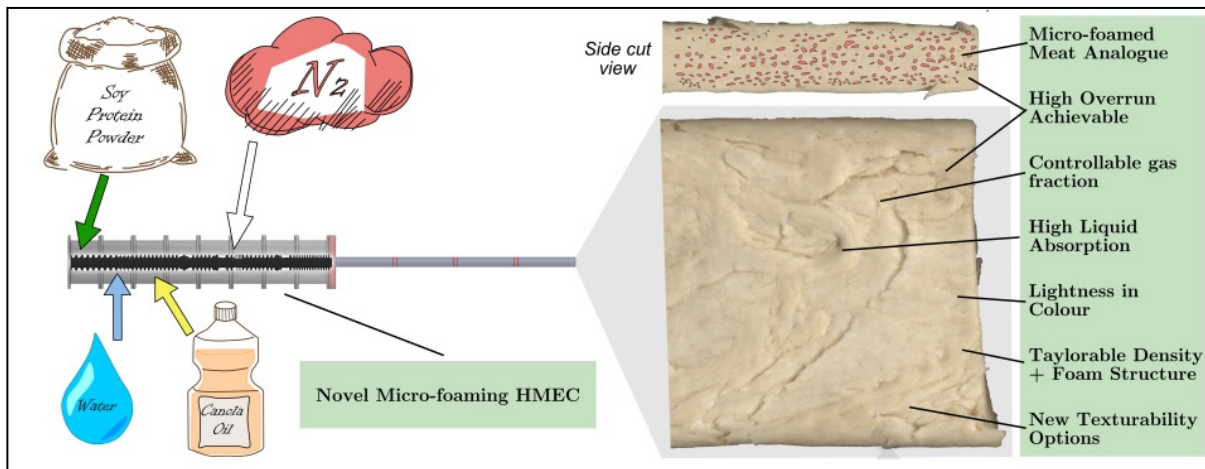 Soy
Protein
Powder
N2
Water
Canola
Oil
Novel Micro-foaming HMEC
Side cut
view
Micro-foamed
Meat Analogue
High Overrun
Achievable
Controllable gas
fraction
High Liquid
Absorption
Lightness in
Colour
Taylorable Density
+ Foam Structure
New Texturability
Options